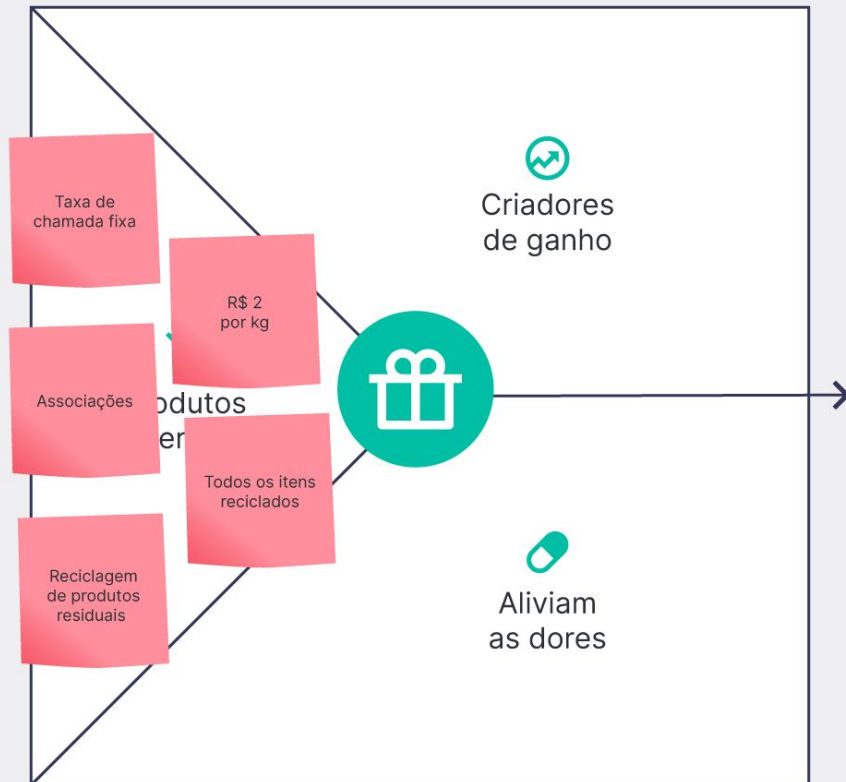 Taxa de
chamada fixa
R$ 2
por kg
Associações
Todos os itens
reciclados
Reciclagem
de produtos
residuais
Criadores
de ganho
Aliviam
as dores